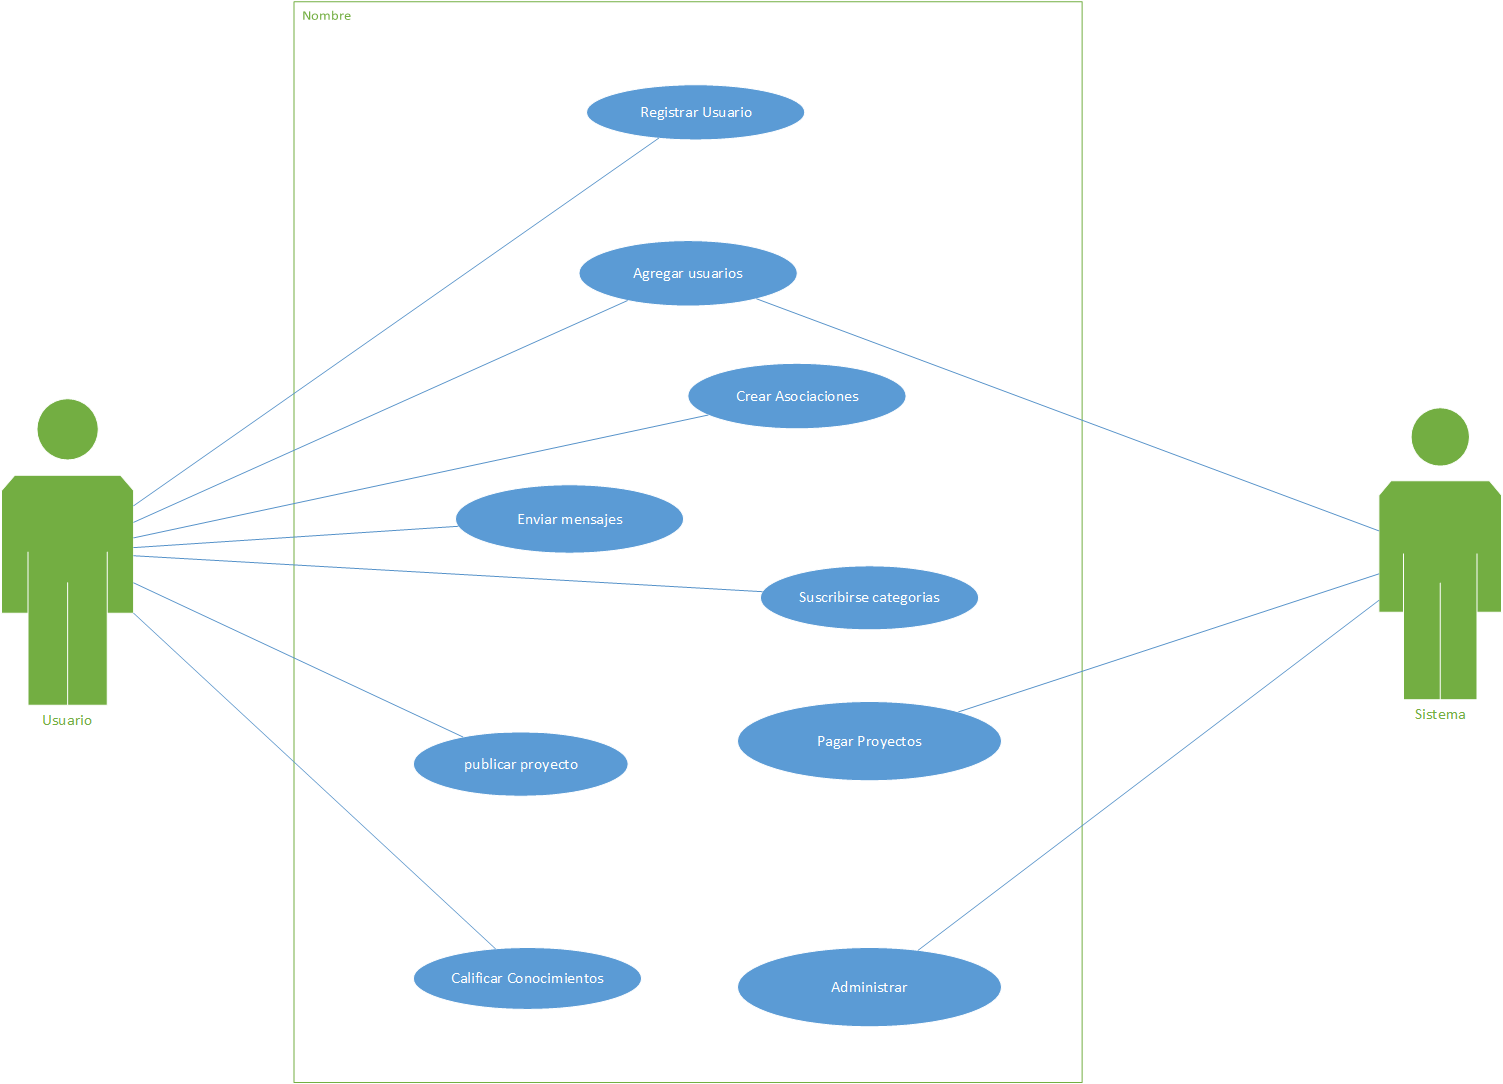 Nombre
Registrar Usuario
Agregar usuarios
Crear Asociaciones
Enviar mensajes
Suscribirse categorias
Usuario
Sistema
Pagar Proyectos
publicar proyecto
Calificar Conocimientos
Administrar